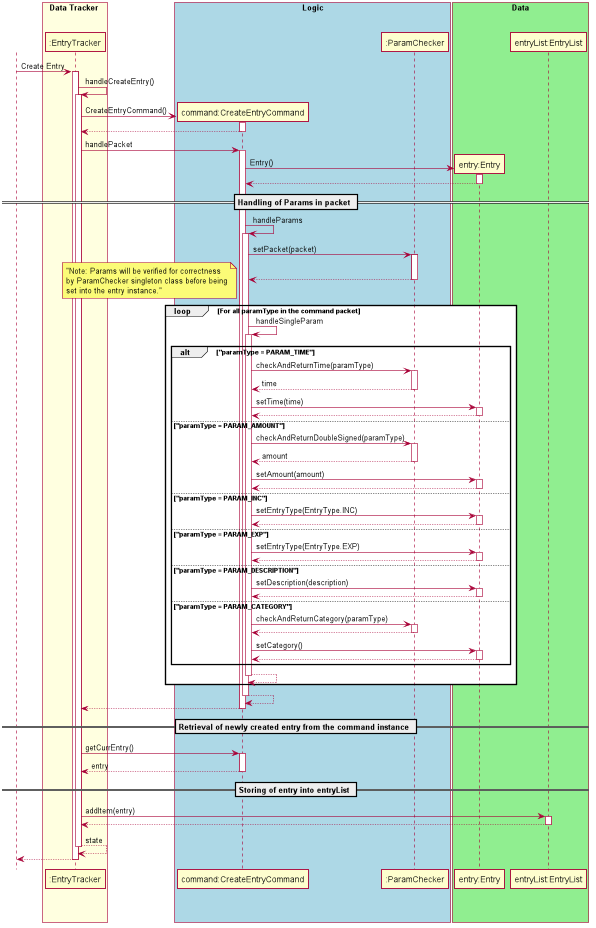 Data Tracker
Logic
Data
:EntryTracker
:ParamChecker
entryList:EntryList
Create Entry
handleCreateEntry()
CreateEntryCommand()
command:CreateEntryCommand
handlePacket
Entry()
entry:Entry
Handling of Params in packet
handleParams
setPacket(packet)
"Note: Params will be verified for correctness
by ParamChecker singleton class before being
set into the entry instance."
loop
[For all paramType in the command packet]
handleSingleParam
alt
["paramType = PARAM_TIME"]
checkAndReturnTime(paramType)
time
setTime(time)
["paramType = PARAM_AMOUNT"]
checkAndReturnDoubleSigned(paramType)
amount
setAmount(amount)
["paramType = PARAM_INC"]
setEntryType(EntryType.INC)
["paramType = PARAM_EXP"]
setEntryType(EntryType.EXP)
["paramType = PARAM_DESCRIPTION"]
setDescription(description)
["paramType = PARAM_CATEGORY"]
checkAndReturnCategory(paramType)
setCategory()
Retrieval of newly created entry from the command instance
getCurrEntry()
entry
Storing of entry into entryList
addItem(entry)
state
:EntryTracker
command:CreateEntryCommand
:ParamChecker
entry:Entry
entryList:EntryList